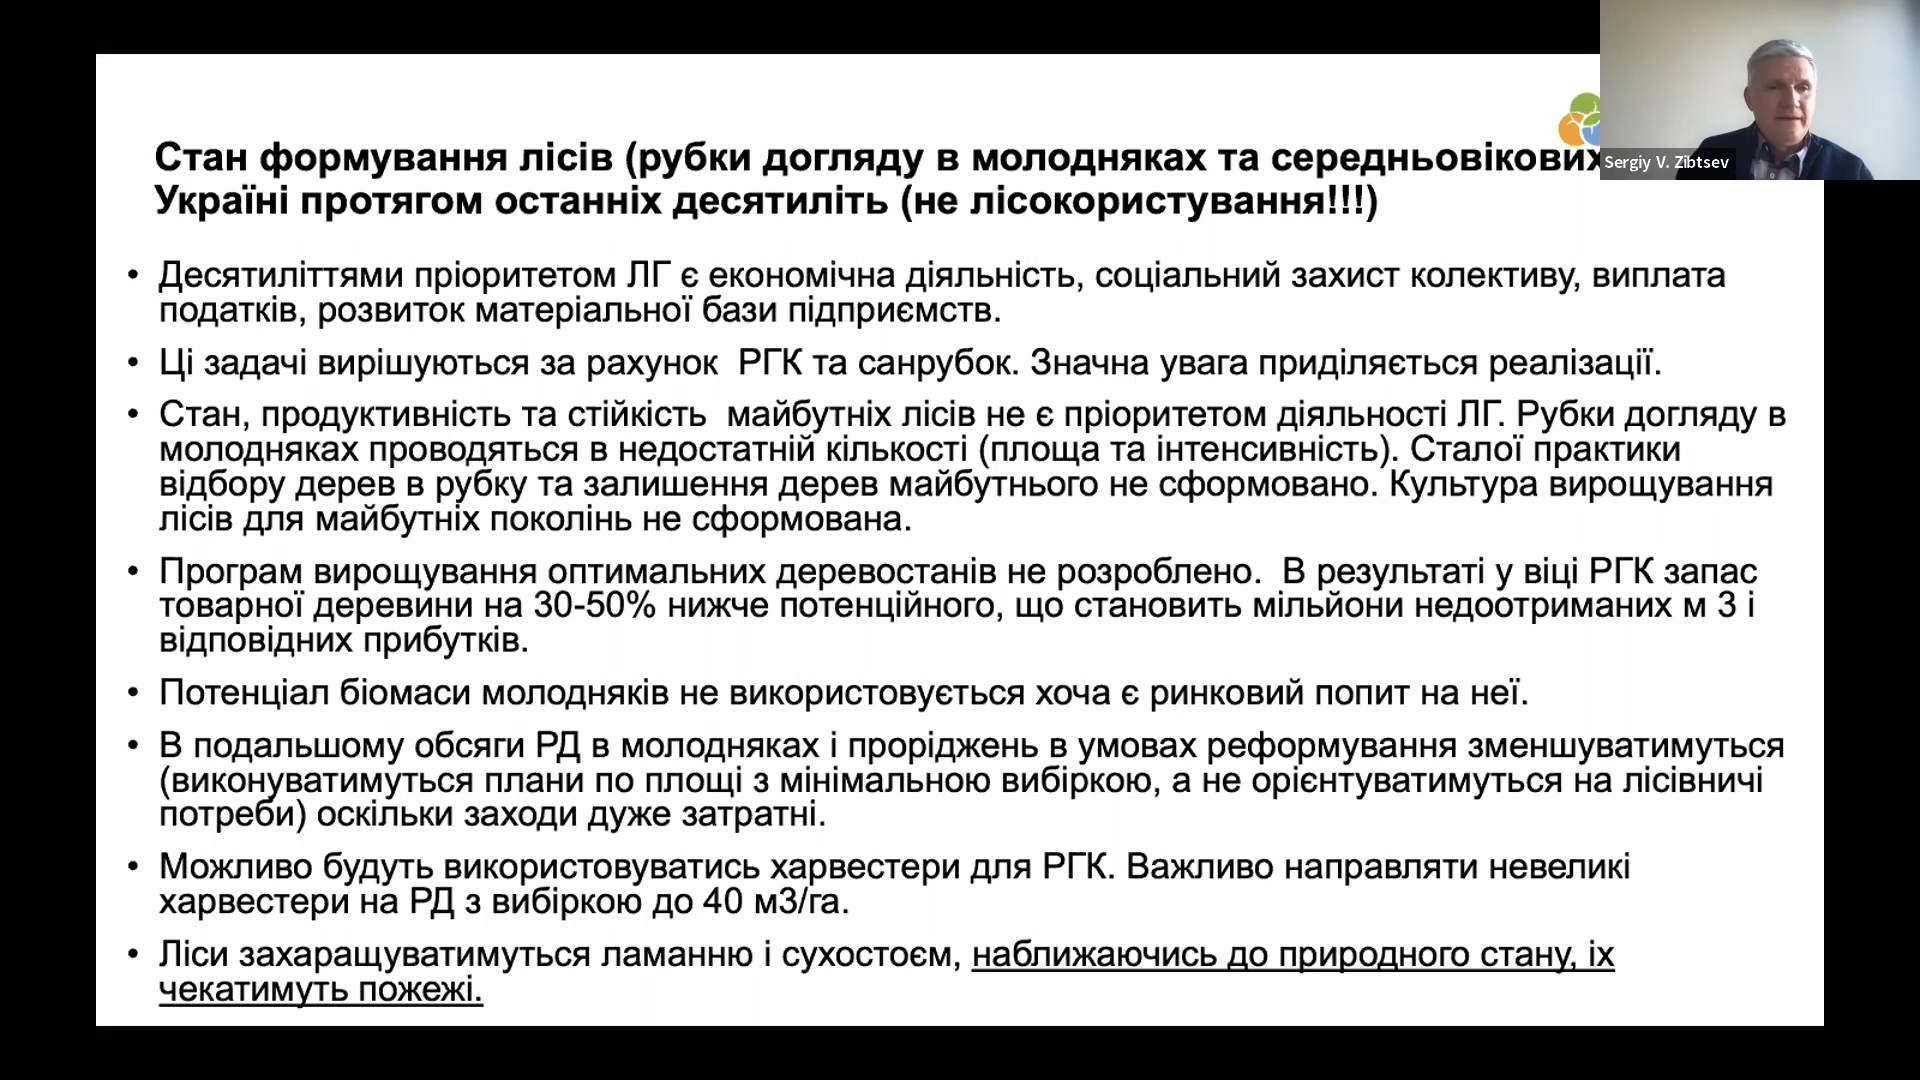 Sergiy V. Zibtsev
Стан формування лісів (рубки догляду в молодняках та середньовікових
Україні протягом останніх десятиліть (не лісокористування!!!)
• Десятиліттями пріоритетом ЛГ є економічна діяльність, соціальний захист колективу, виплата
податків, розвиток матеріальної бази підприємств.
• Ці задачі вирішуються за рахунок РГК та санрубок. Значна увага приділяється реалізації.
• Стан, продуктивність та стійкість майбутніх лісів не є пріоритетом діяльності ЛГ. Рубки догляду в
молодняках проводяться в недостатній кількості (площа та інтенсивність). Сталої практики
відбору дерев в рубку та залишення дерев майбутнього не сформовано. Культура вирощування
лісів для майбутніх поколінь не сформована.
• Програм вирощування оптимальних деревостанів не розроблено. В результаті у віці РГК запас
товарної деревини на 30-50% нижче потенційного, що становить мільйони недоотриманих м 3 і
відповідних прибутків.
• Потенціал біомаси молодняків не використовується хоча є ринковий попит на неї.
• В подальшому обсяги РД в молодняках і проріджень в умовах реформування зменшуватимуться
(виконуватимуться плани по площі з мінімальною вибіркою, а не орієнтуватимуться на лісівничі
потреби) оскільки заходи дуже затратні.
• Можливо будуть використовуватись харвестери для РГК. Важливо направляти невеликі
харвестери на РД з вибіркою до 40 м3/га.
• Ліси захаращуватимуться ламанню і сухостоєм, наближаючись до природного стану, іх
чекатимуть пожежі.